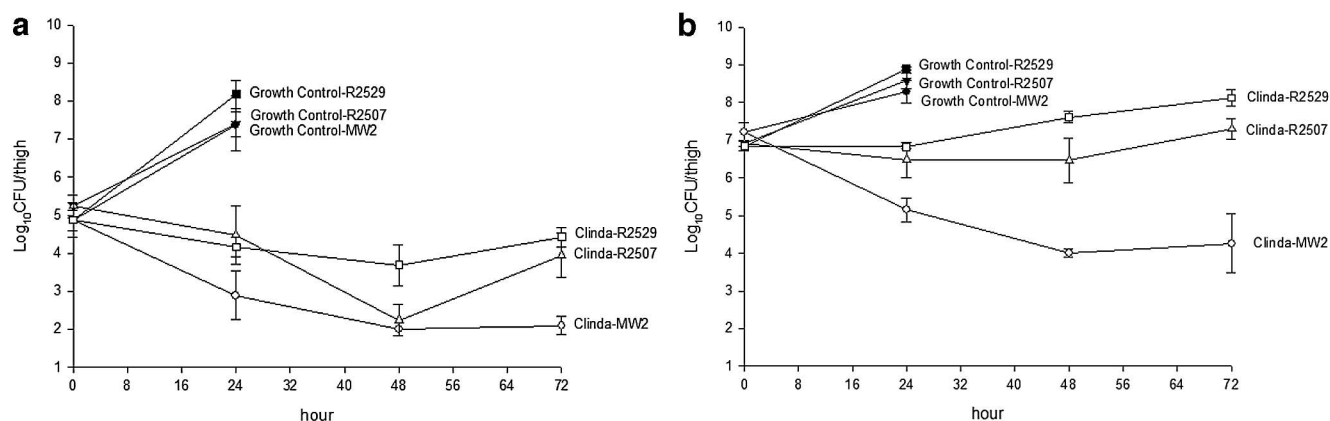 a
10
9
8
7
6
5
4
3
2
1
Log10CFU/thigh
Growth Control-R2529
Growth Control-R2507
Growth Control-MW2
Clinda-R2529
Clinda-R2507
Clinda-MW2
0 8 16 24 32 40 48 56 64 72
hour
b
10
9
8
7
6
5
4
3
2
1
Log10CFU/thigh
Growth Control-R2529
Growth Control-R2507
Growth Control-MW2
Clinda-R2529
Clinda-R2507
Clinda-MW2
0 8 16 24 32 40 48 56 64 72
hour